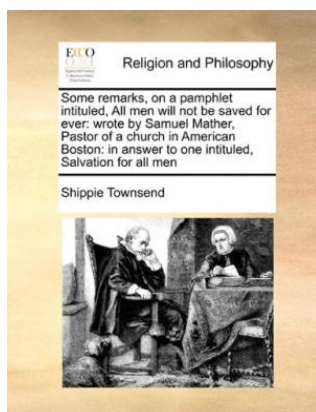 ECCO
Religion and Philosophy
Some remarks, on a pamphlet
intituled, All men will not be saved for
ever: wrote by Samuel Mather,
Pastor of a church in American
Boston: in answer to one intituled,
Salvation for all men
Shippie Townsend